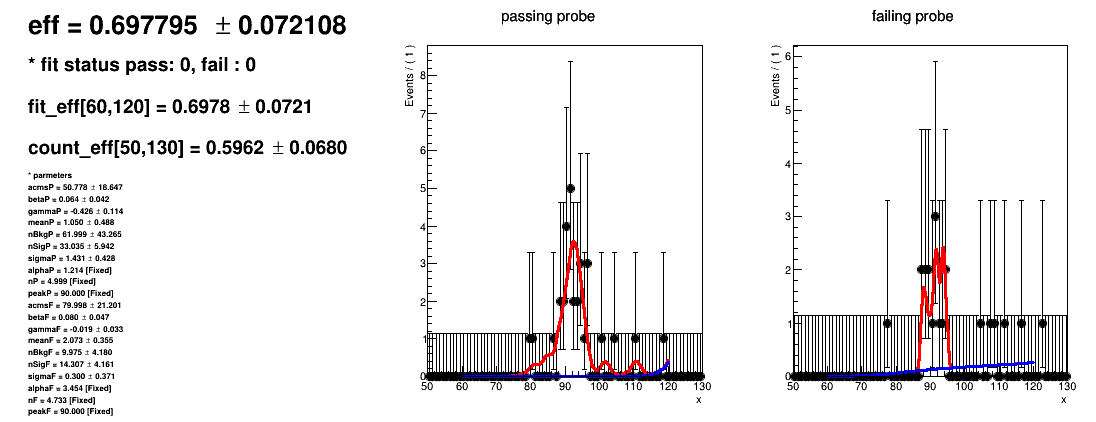 eff = 0.697795 ± 0.072108
* fit status pass: 0, fail : 0
fit_eff[60,120] = 0.6978 ± 0.0721
count_eff[50,130] = 0.5962 ± 0.0680
* parmeters
acmsP = 50.778 ± 18.647
betaP = 0.064 ± 0.042
gammaP = -0.426 ± 0.114
meanP = 1.050 ± 0.488
nBkgP = 61.999 ± 43.265
nSigP = 33.035 ± 5.942
sigmaP = 1.431 ± 0.428
alphaP = 1.214 [Fixed]
nP = 4.999 [Fixed]
peakP = 90.000 [Fixed]
acmsF = 79.998 ± 21.201
betaF = 0.080 ± 0.047
gammaF = -0.019 ± 0.033
meanF = 2.073 ± 0.355
nBkgF = 9.975 ± 4.180
nSigF = 14.307 ± 4.161
sigmaF = 0.300 ± 0.371
alphaF = 3.454 [Fixed]
nF = 4.733 [Fixed]
peakF = 90.000 [Fixed]
passing probe
Events / ( 1 )
8
7
6
5
4
3
2
1
0
50 60 70 80 90 100 110 120 130
x
failing probe
Events / ( 1 )
6
5
4
3
2
1
0
50 60 70 80 90 100 110 120 130
x